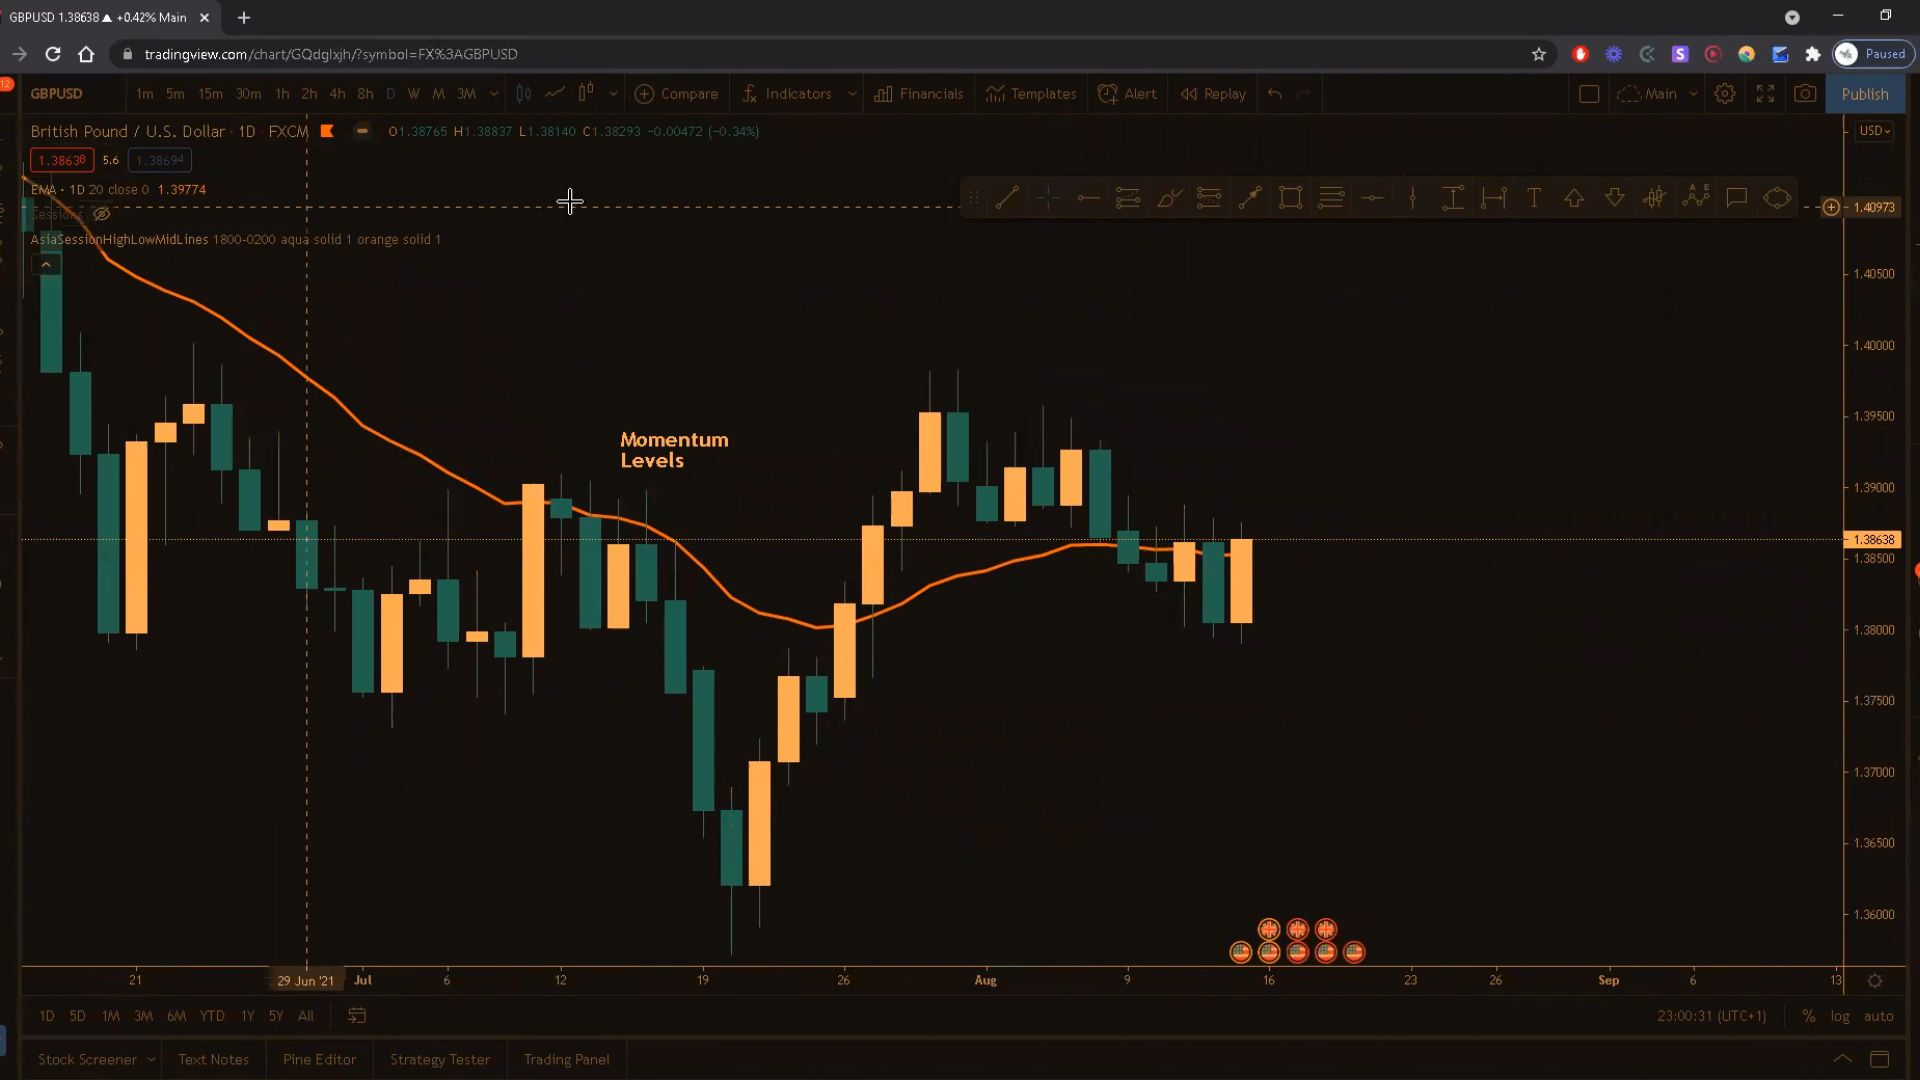 GBPUSD 1.38638 ▲ +0.42% Main
tradingview.com/chart/GQdglxjh/?symbol=FX%3AGBPUSD
Paused
12
GBPUSD 1m 5m 15m 30m 1h 2h 4h 8h D W M 3M Compare Indicators Financials Templates Alert Replay Main Publish
British Pound / U.S. Dollar · 1D · FXCM O1.38765 H1.38837 L1.38140 C1.38293 -0.00472 (-0.34%)
USD
1.38638 5.6 1.38694
EMA · 1D 20 close 0 1.39774
Sessions
1.40973
AsiaSessionHighLowMidLines 1800-0200 aqua solid 1 orange solid 1
1.40500
1.40000
1.39500
Momentum
Levels
1.39000
1.38638
1.38500
1.38000
1.37500
1.37000
1.36500
1.36000
21 29 Jun '21 Jul 6 12 19 26 Aug 9 16 23 26 Sep 6 13
1D 5D 1M 3M 6M YTD 1Y 5Y All 23:00:31 (UTC+1) % log auto
Stock Screener Text Notes Pine Editor Strategy Tester Trading Panel